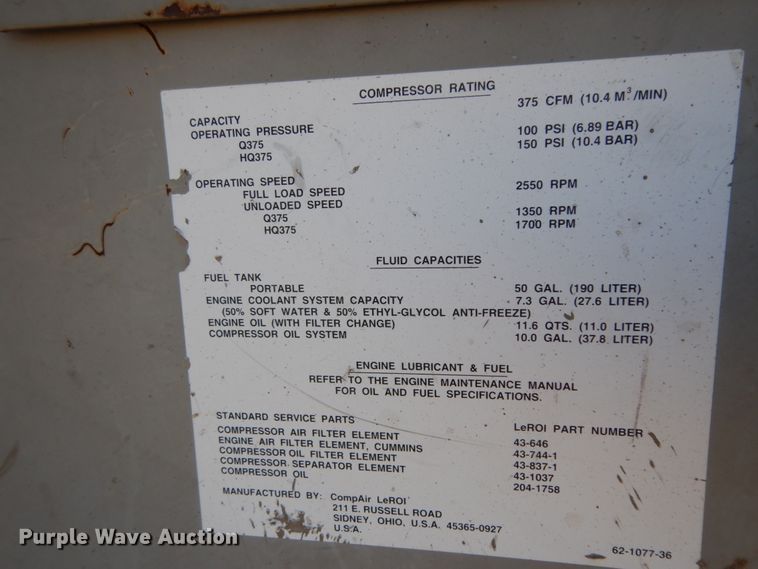 COMPRESSOR RATING
CAPACITY 375 CFM (10.4 M³/MIN)
OPERATING PRESSURE
Q375 100 PSI (6.89 BAR)
HQ375 150 PSI (10.4 BAR)
OPERATING SPEED
FULL LOAD SPEED 2550 RPM
UNLOADED SPEED
Q375 1350 RPM
HQ375 1700 RPM
FLUID CAPACITIES
FUEL TANK
PORTABLE 50 GAL. (190 LITER)
ENGINE COOLANT SYSTEM CAPACITY 7.3 GAL. (27.6 LITER)
(50% SOFT WATER & 50% ETHYL-GLYCOL ANTI-FREEZE)
ENGINE OIL (WITH FILTER CHANGE) 11.6 QTS. (11.0 LITER)
COMPRESSOR OIL SYSTEM 10.0 GAL. (37.8 LITER)
ENGINE LUBRICANT & FUEL
REFER TO THE ENGINE MAINTENANCE MANUAL
FOR OIL AND FUEL SPECIFICATIONS.
STANDARD SERVICE PARTS LeROI PART NUMBER
COMPRESSOR AIR FILTER ELEMENT 43-646
ENGINE AIR FILTER ELEMENT, CUMMINS 43-744-1
COMPRESSOR OIL FILTER ELEMENT 43-837-1
COMPRESSOR SEPARATOR ELEMENT 43-1037
COMPRESSOR OIL 204-1758
MANUFACTURED BY: CompAir LeROI
211 E. RUSSELL ROAD
SIDNEY, OHIO, U.S.A. 45365-0927
U.S.A.
62-1077-36
Purple Wave Auction